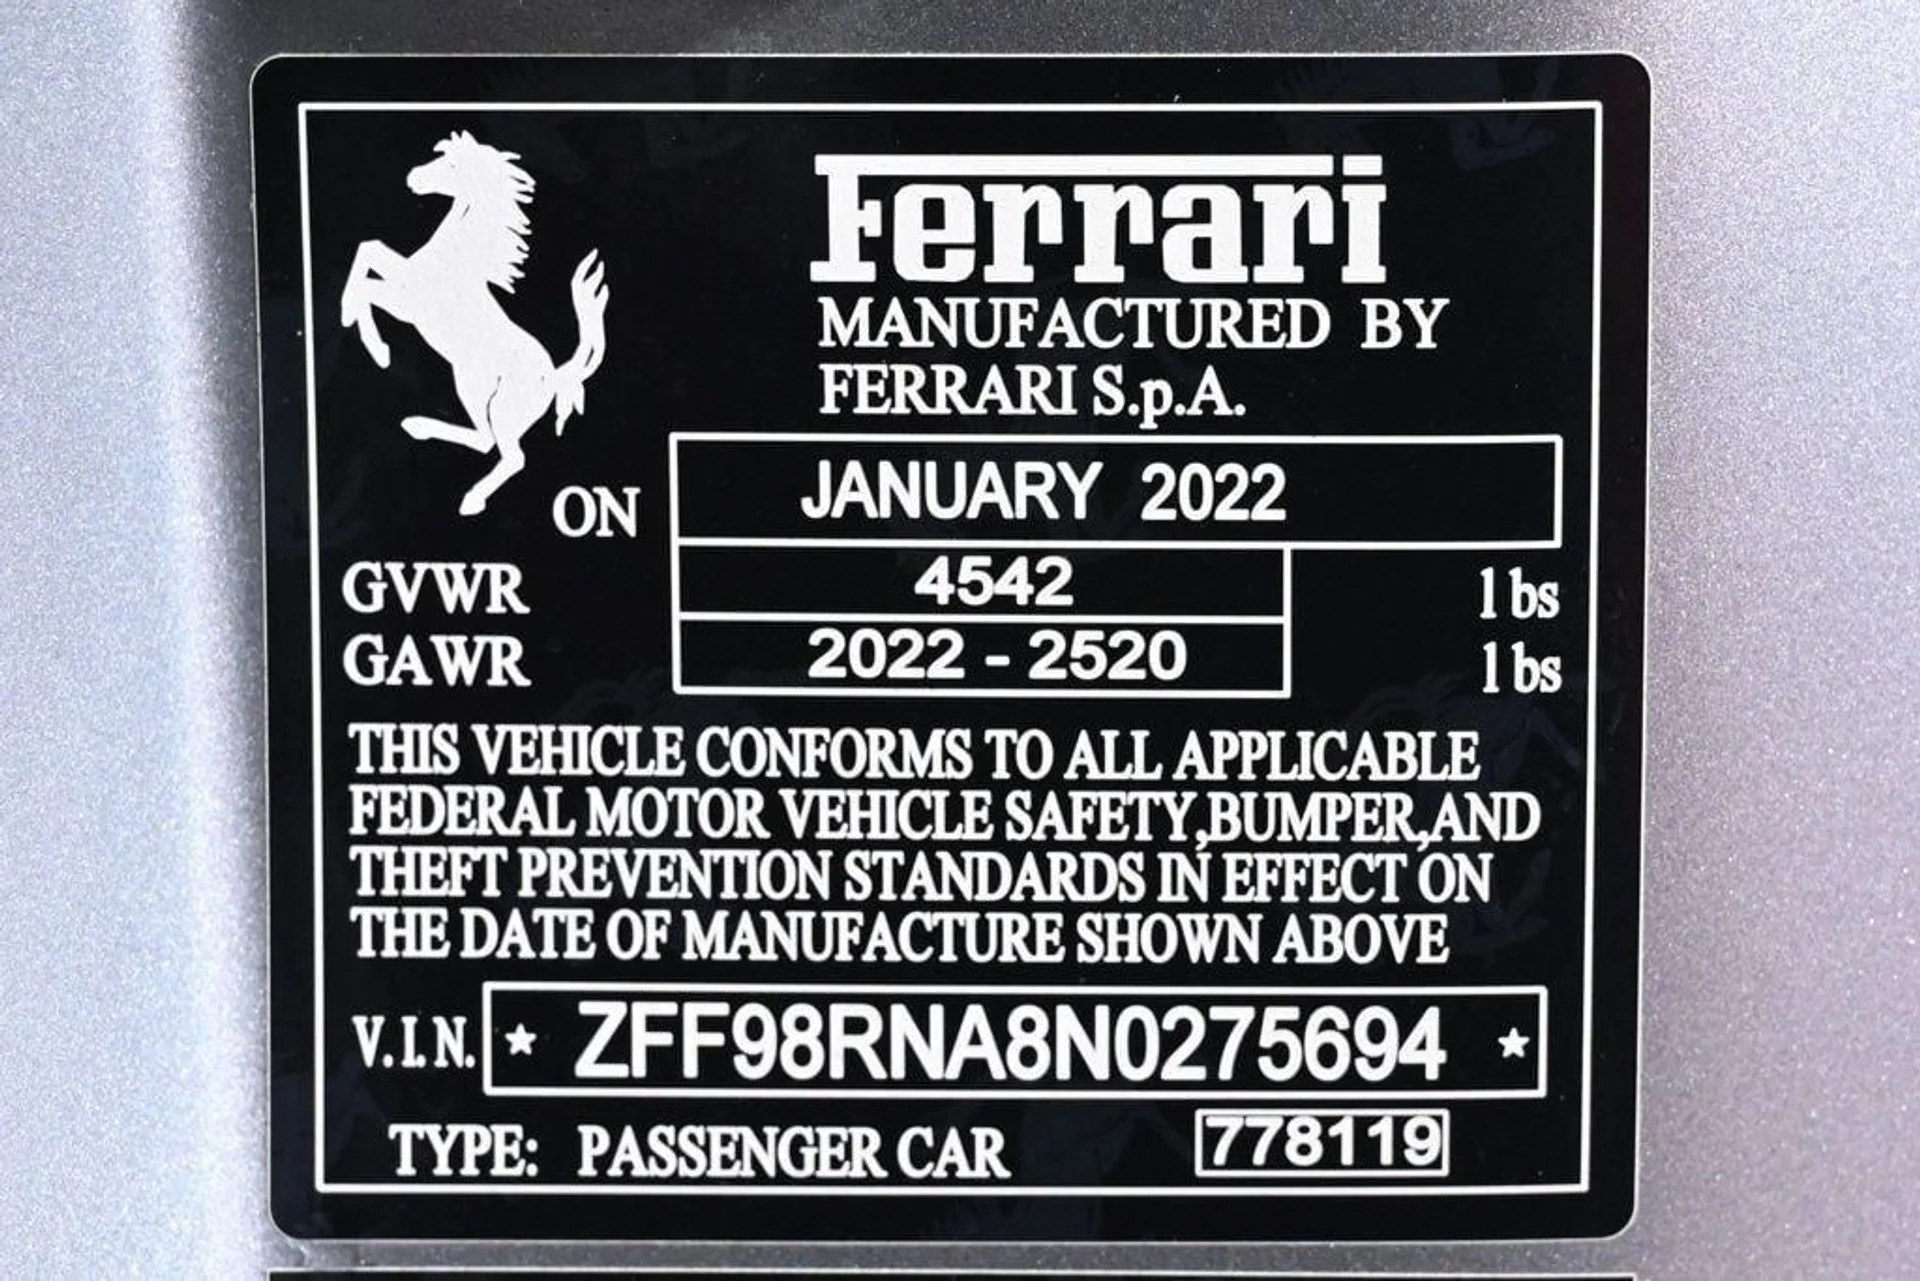 Ferrari
MANUFACTURED BY
FERRARI S.p.A.
ON JANUARY 2022
GVWR 4542 lbs
GAWR 2022 - 2520 lbs
THIS VEHICLE CONFORMS TO ALL APPLICABLE
FEDERAL MOTOR VEHICLE SAFETY,BUMPER,AND
THEFT PREVENTION STANDARDS IN EFFECT ON
THE DATE OF MANUFACTURE SHOWN ABOVE
V.I.N. ★ ZFF98RNA8N0275694 ★
TYPE: PASSENGER CAR 778119